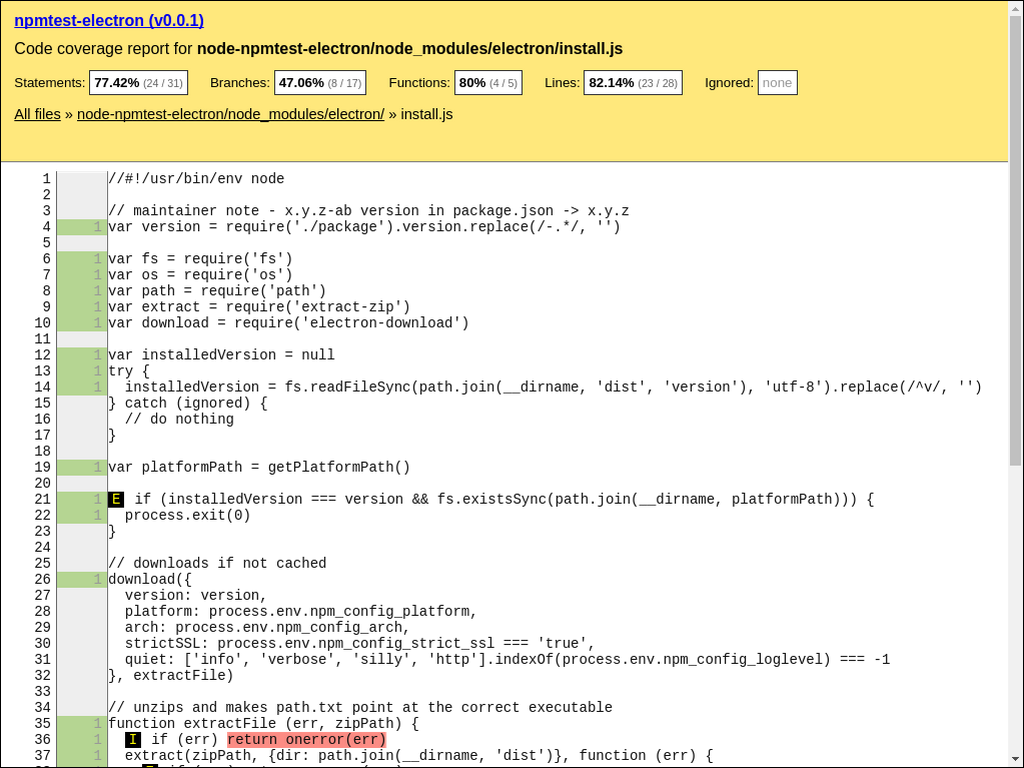 npmtest-electron (v0.0.1)
Code coverage report for node-npmtest-electron/node_modules/electron/install.js
Statements: 77.42% (24 / 31) Branches: 47.06% (8 / 17) Functions: 80% (4 / 5) Lines: 82.14% (23 / 28) Ignored: none
All files » node-npmtest-electron/node_modules/electron/ » install.js
1 //#!/usr/bin/env node
2
3 // maintainer note - x.y.z-ab version in package.json -> x.y.z
4 1 var version = require('./package').version.replace(/-.*/, '')
5
6 1 var fs = require('fs')
7 1 var os = require('os')
8 1 var path = require('path')
9 1 var extract = require('extract-zip')
10 1 var download = require('electron-download')
11
12 1 var installedVersion = null
13 1 try {
14 1 installedVersion = fs.readFileSync(path.join(__dirname, 'dist', 'version'), 'utf-8').replace(/^v/, '')
15 } catch (ignored) {
16 // do nothing
17 }
18
19 1 var platformPath = getPlatformPath()
20
21 1 E if (installedVersion === version && fs.existsSync(path.join(__dirname, platformPath))) {
22 1 process.exit(0)
23 }
24
25 // downloads if not cached
26 1 download({
27 version: version,
28 platform: process.env.npm_config_platform,
29 arch: process.env.npm_config_arch,
30 strictSSL: process.env.npm_config_strict_ssl === 'true',
31 quiet: ['info', 'verbose', 'silly', 'http'].indexOf(process.env.npm_config_loglevel) === -1
32 }, extractFile)
33
34 // unzips and makes path.txt point at the correct executable
35 1 function extractFile (err, zipPath) {
36 1 I if (err) return onerror(err)
37 1 extract(zipPath, {dir: path.join(__dirname, 'dist')}, function (err) {